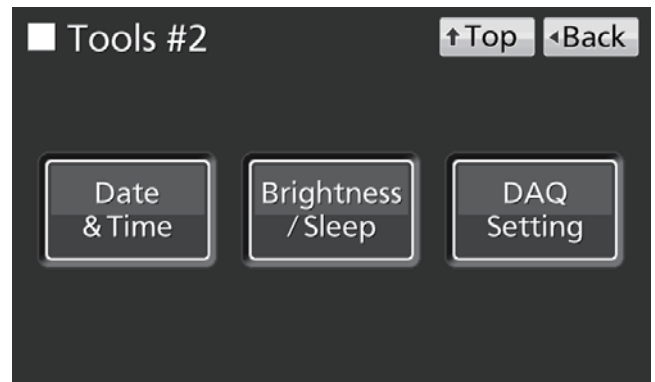 Tools #2
↑Top
◂Back
Date
& Time
Brightness
/ Sleep
DAQ
Setting